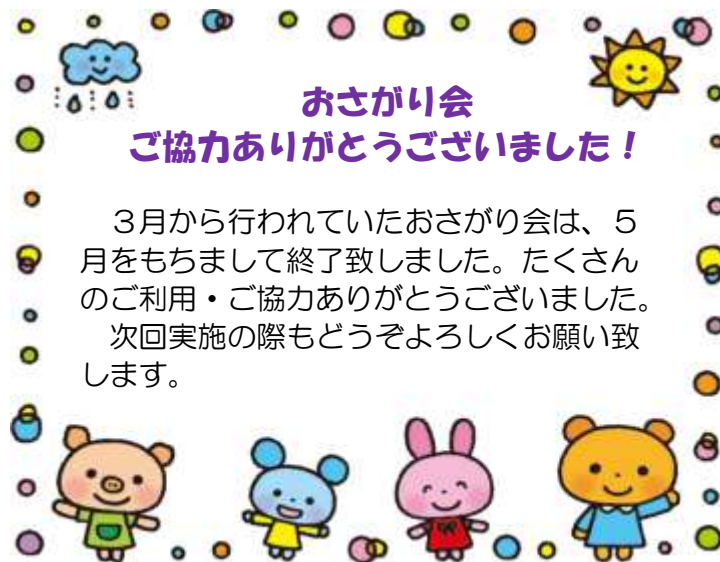 おさがり会
ご協力ありがとうございました！
　３月から行われていたおさがり会は、５
月をもちまして終了致しました。たくさん
のご利用・ご協力ありがとうございました。
　次回実施の際もどうぞよろしくお願い致
します。